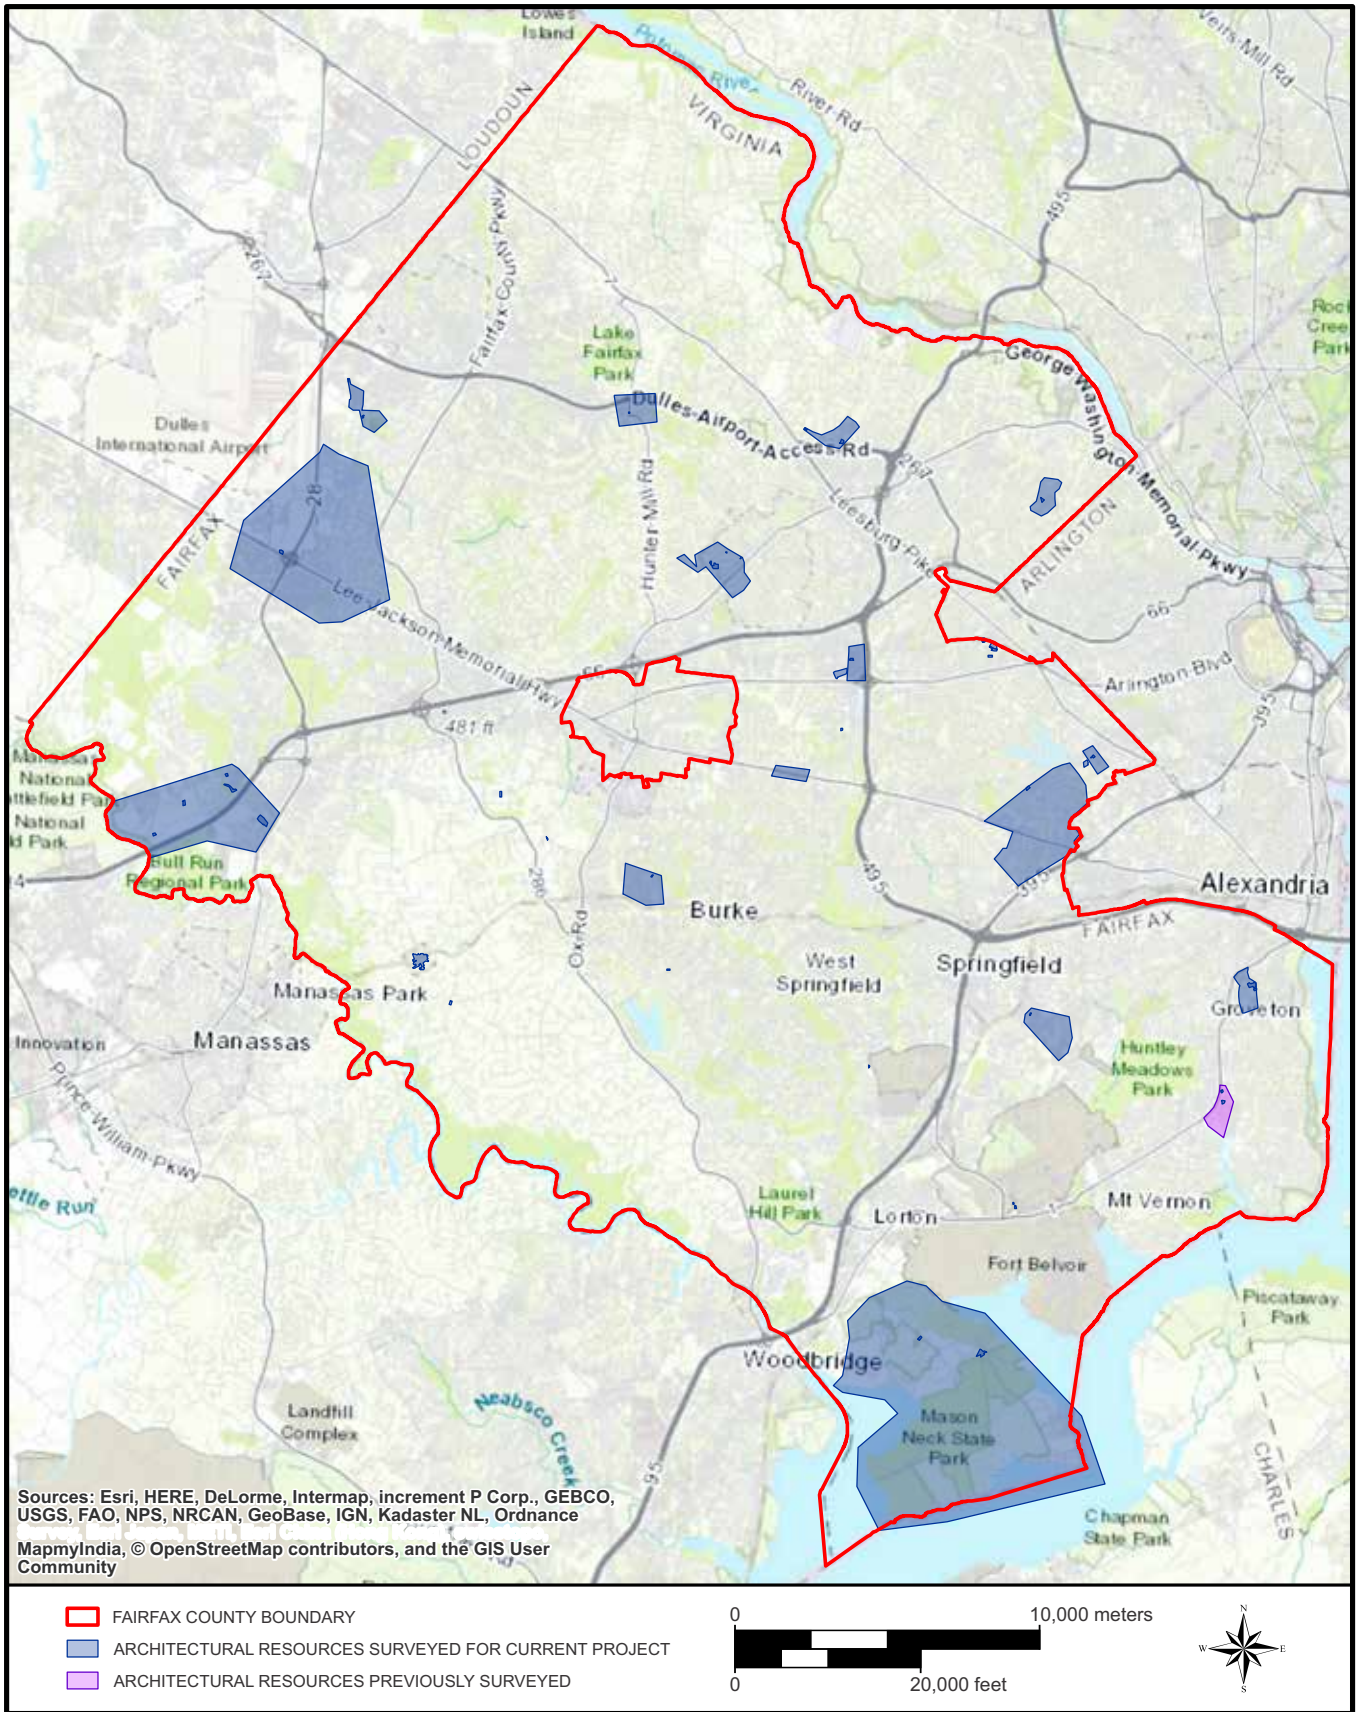 Lowes
Island
Potomac River
River-Rd
Veirs-Mill Rd
VIRGINIA
LOUDOUN
495
267
Fairfax-County-Pkwy
7
Rock
Creek
Park
Lake
Fairfax
Park
George-Washington-Memorial-Pkwy
Dulles
International Airport
Dulles-Airport-Access-Rd
267
28
Hunter-Mill-Rd
Leesburg-Pike
ARLINGTON
FAIRFAX
Lee-Jackson-Memorial-Hwy
66
66
Arlington-Blvd
395
481 ft
National
National
Bull Run
Regional Park
286
495
395
Alexandria
Burke
FAIRFAX
Ox-Rd
West
Springfield
Springfield
Manassas Park
Groveton
Innovation
Manassas
Huntley
Meadows
Park
Prince-William-Pkwy
Laurel
Hill Park
Lorton
1
Mt Vernon
Fort Belvoir
Piscataway
Park
Woodbridge
Neabsco Creek
Landfill
Complex
Mason
Neck State
Park
95
CHARLES
Chapman
State Park
Sources: Esri, HERE, DeLorme, Intermap, increment P Corp., GEBCO,
USGS, FAO, NPS, NRCAN, GeoBase, IGN, Kadaster NL, Ordnance
MapmyIndia, © OpenStreetMap contributors, and the GIS User
Community
FAIRFAX COUNTY BOUNDARY
ARCHITECTURAL RESOURCES SURVEYED FOR CURRENT PROJECT
ARCHITECTURAL RESOURCES PREVIOUSLY SURVEYED
0 10,000 meters
0 20,000 feet
N
W E
S